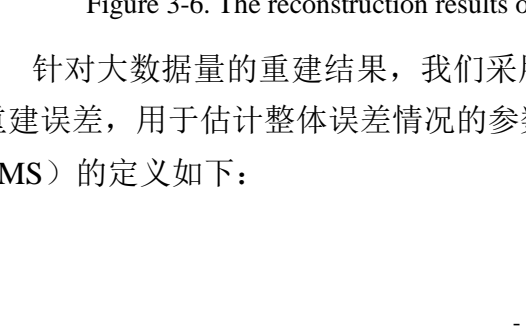 Figure 3-6. The reconstruction results o
针对大数据量的重建结果，我们采
建误差，用于估计整体误差情况的参
MS）的定义如下：
-